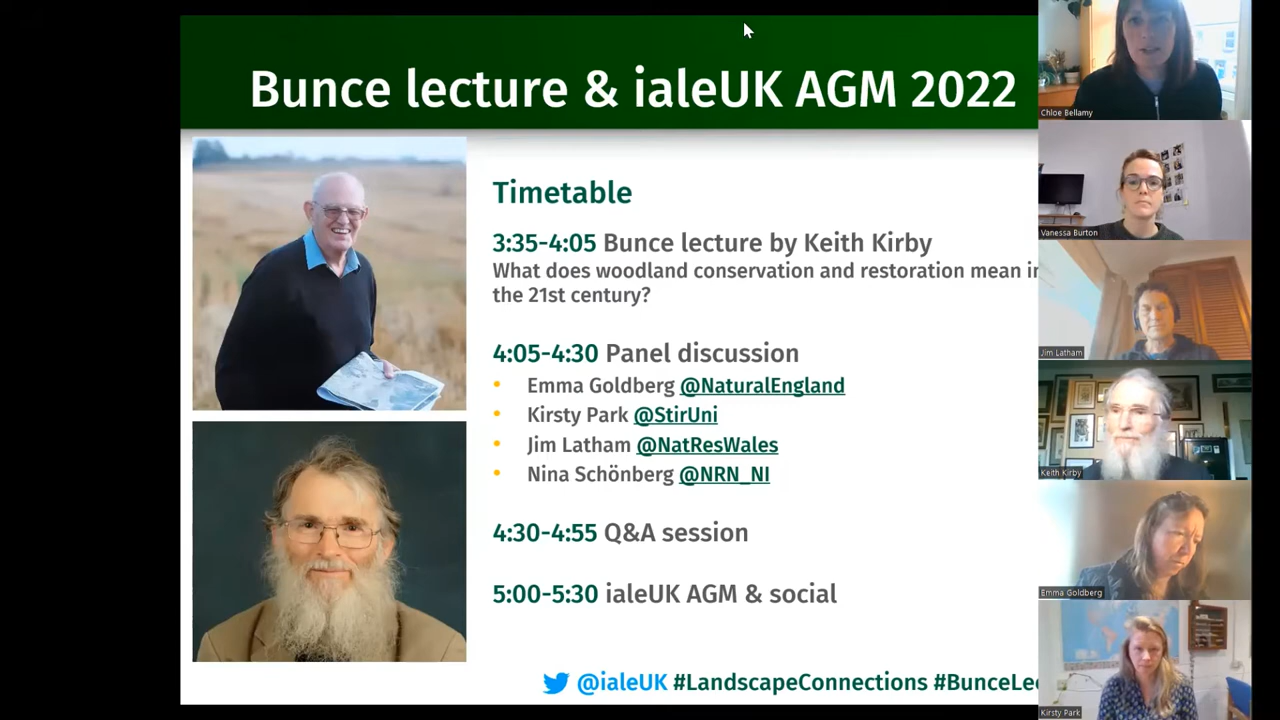 Bunce lecture & ialeUK AGM 2022
Timetable
3:35-4:05 Bunce lecture by Keith Kirby
What does woodland conservation and restoration mean in
the 21st century?
4:05-4:30 Panel discussion
• Emma Goldberg @NaturalEngland
• Kirsty Park @StirUni
• Jim Latham @NatResWales
• Nina Schönberg @NRN_NI
4:30-4:55 Q&A session
5:00-5:30 ialeUK AGM & social
@ialeUK #LandscapeConnections #BunceLec
Chloe Bellamy
Vanessa Burton
Jim Latham
Keith Kirby
Emma Goldberg
Kirsty Park